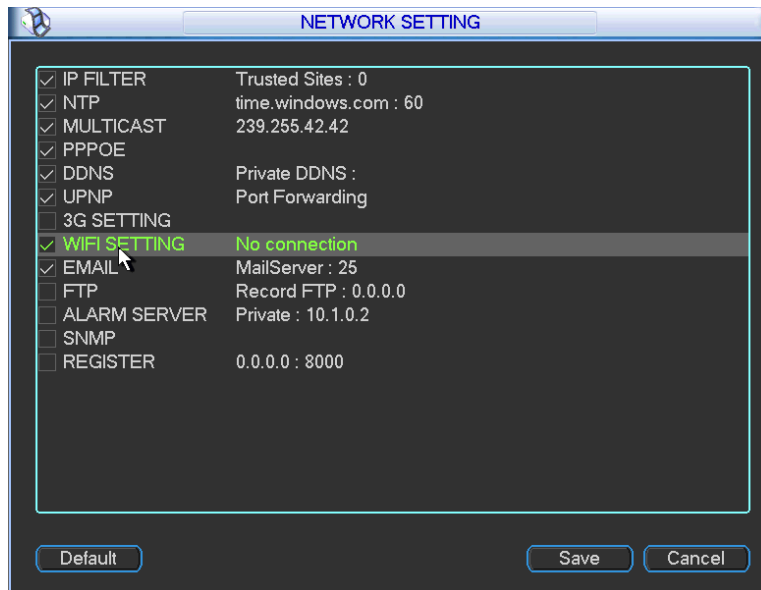 NETWORK SETTING
IP FILTER Trusted Sites : 0
NTP time.windows.com : 60
MULTICAST 239.255.42.42
PPPOE
DDNS Private DDNS :
UPNP Port Forwarding
3G SETTING
WIFI SETTING No connection
EMAIL MailServer : 25
FTP Record FTP : 0.0.0.0
ALARM SERVER Private : 10.1.0.2
SNMP
REGISTER 0.0.0.0 : 8000
Default Save Cancel